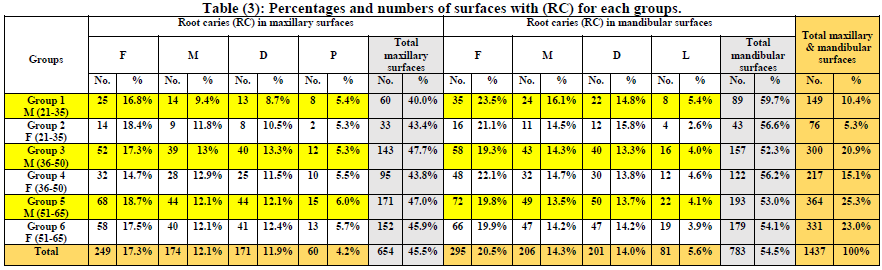 Table (3): Percentages and numbers of surfaces with (RC) for each groups.
Groups Root caries (RC) in maxillary surfaces Root caries (RC) in mandibular surfaces Total maxillary & mandibular surfaces
F M D P Total maxillary surfaces F M D L Total mandibular surfaces
No. % No. % No. % No. % No. % No. % No. % No. % No. % No. % No. %
Group 1 M (21-35) 25 16.8% 14 9.4% 13 8.7% 8 5.4% 60 40.0% 35 23.5% 24 16.1% 22 14.8% 8 5.4% 89 59.7% 149 10.4%
Group 2 F (21-35) 14 18.4% 9 11.8% 8 10.5% 2 5.3% 33 43.4% 16 21.1% 11 14.5% 12 15.8% 4 2.6% 43 56.6% 76 5.3%
Group 3 M (36-50) 52 17.3% 39 13% 40 13.3% 12 5.3% 143 47.7% 58 19.3% 43 14.3% 40 13.3% 16 4.0% 157 52.3% 300 20.9%
Group 4 F (36-50) 32 14.7% 28 12.9% 25 11.5% 10 5.5% 95 43.8% 48 22.1% 32 14.7% 30 13.8% 12 4.6% 122 56.2% 217 15.1%
Group 5 M (51-65) 68 18.7% 44 12.1% 44 12.1% 15 6.0% 171 47.0% 72 19.8% 49 13.5% 50 13.7% 22 4.1% 193 53.0% 364 25.3%
Group 6 F (51-65) 58 17.5% 40 12.1% 41 12.4% 13 5.7% 152 45.9% 66 19.9% 47 14.2% 47 14.2% 19 3.9% 179 54.1% 331 23.0%
Total 249 17.3% 174 12.1% 171 11.9% 60 4.2% 654 45.5% 295 20.5% 206 14.3% 201 14.0% 81 5.6% 783 54.5% 1437 100%